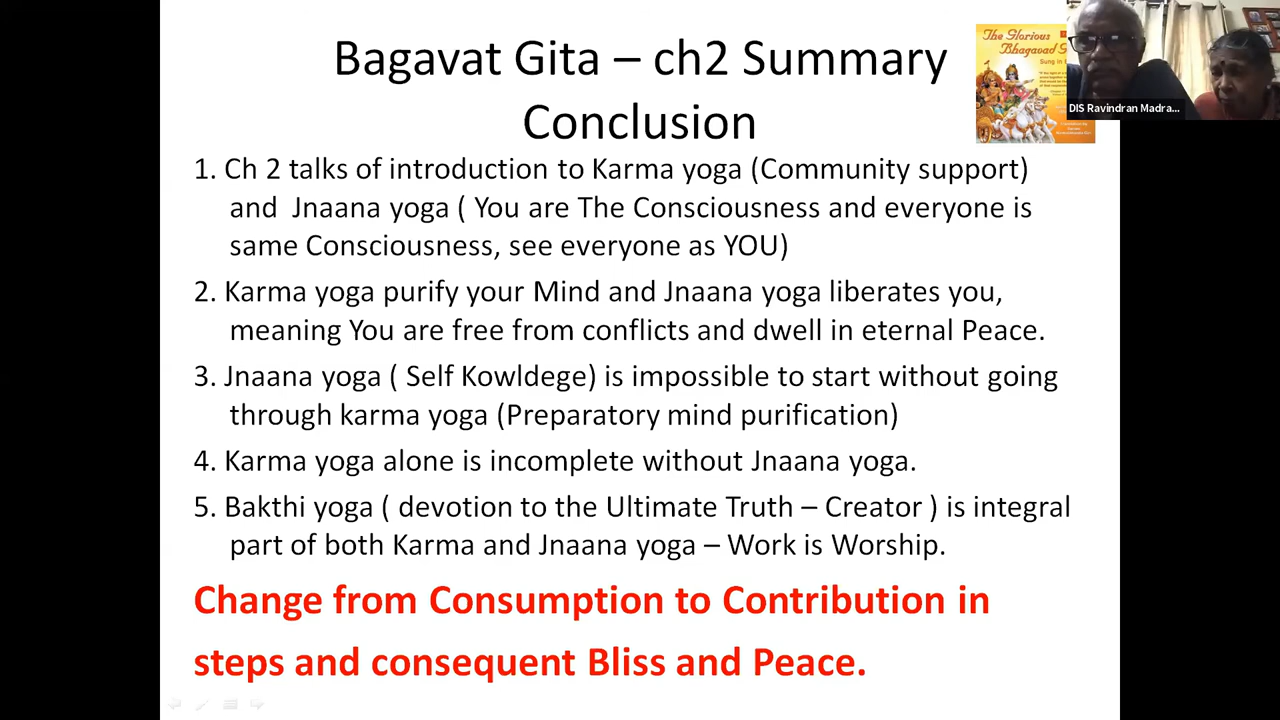 Bagavat Gita – ch2 Summary
Conclusion
The Glorious
Bhagavad G
Sung in
DIS Ravindran Madra...
1. Ch 2 talks of introduction to Karma yoga (Community support)
and Jnaana yoga ( You are The Consciousness and everyone is
same Consciousness, see everyone as YOU)
2. Karma yoga purify your Mind and Jnaana yoga liberates you,
meaning You are free from conflicts and dwell in eternal Peace.
3. Jnaana yoga ( Self Kowldege) is impossible to start without going
through karma yoga (Preparatory mind purification)
4. Karma yoga alone is incomplete without Jnaana yoga.
5. Bakthi yoga ( devotion to the Ultimate Truth – Creator ) is integral
part of both Karma and Jnaana yoga – Work is Worship.
Change from Consumption to Contribution in
steps and consequent Bliss and Peace.